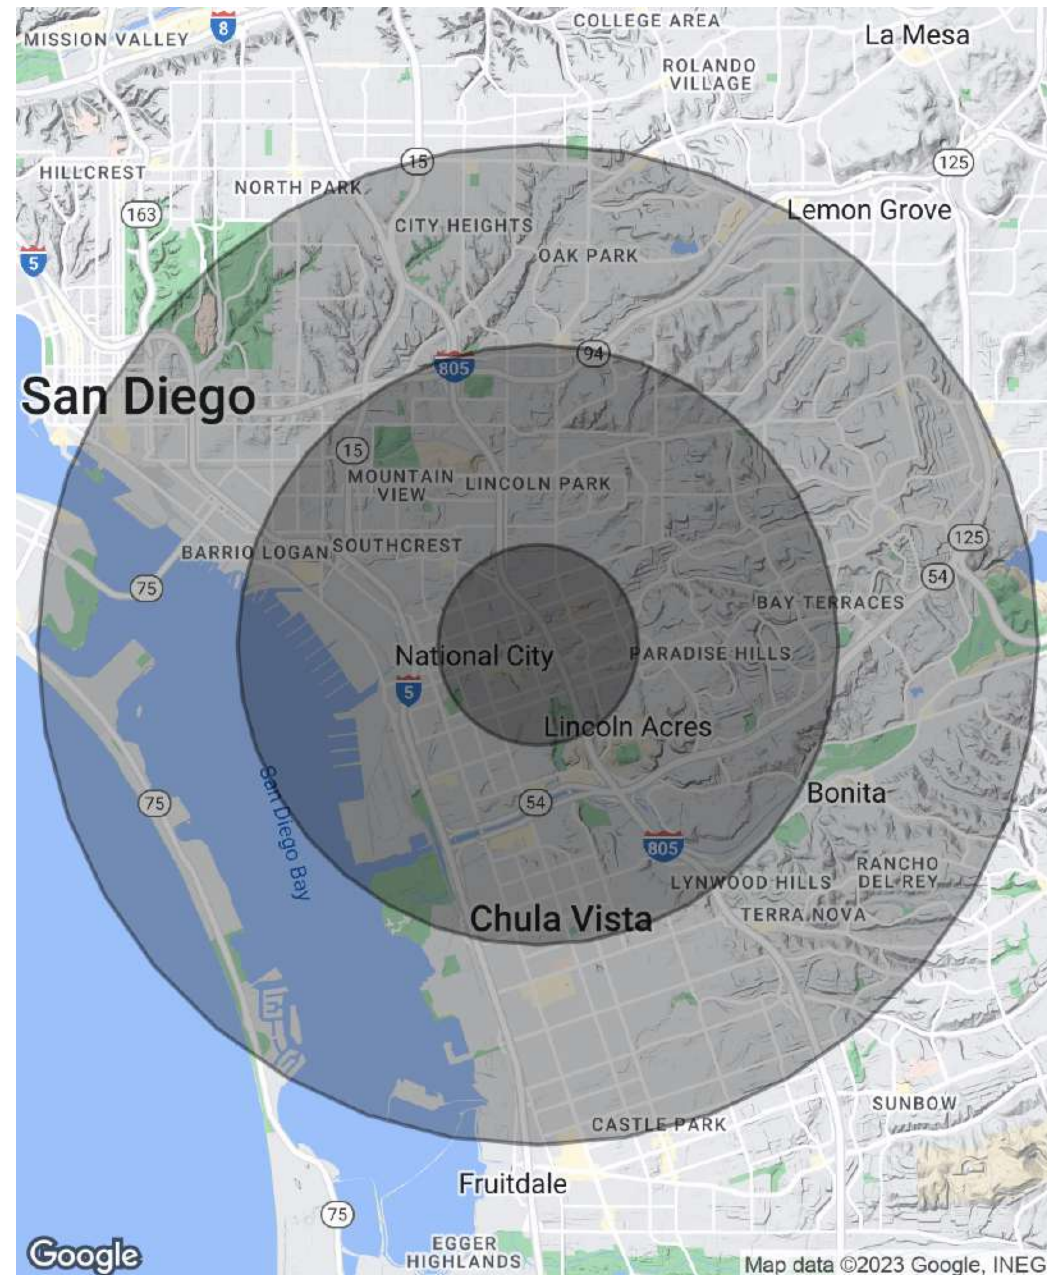 COLLEGE AREA
8
La Mesa
MISSION VALLEY
ROLANDO
VILLAGE
15
125
HILLCREST
NORTH PARK
163
Lemon Grove
CITY HEIGHTS
OAK PARK
5
94
805
San Diego
15
MOUNTAIN
VIEW
LINCOLN PARK
125
BARRIO LOGAN
SOUTHCREST
54
75
BAY TERRACES
National City
PARADISE HILLS
5
Lincoln Acres
San Diego Bay
75
54
Bonita
805
RANCHO
DEL REY
LYNWOOD HILLS
Chula Vista
TERRA NOVA
SUNBOW
CASTLE PARK
Fruitdale
75
EGGER
HIGHLANDS
Google
Map data ©2023 Google, INEG